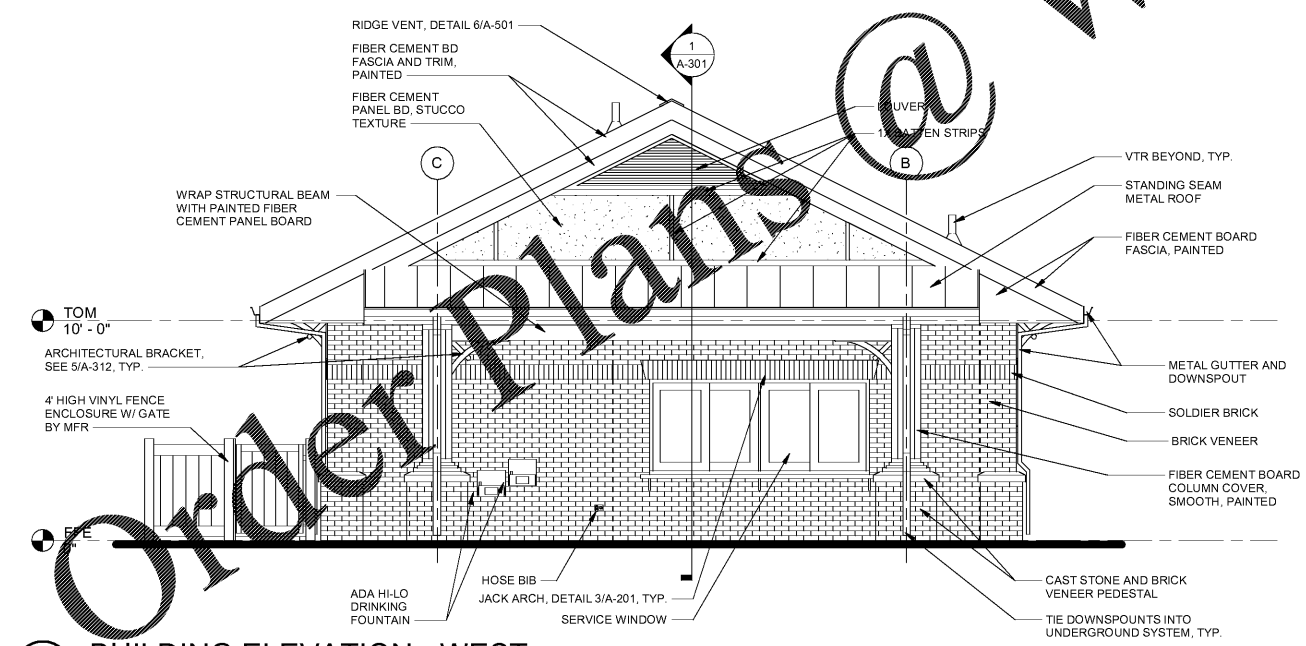 RIDGE VENT, DETAIL 6/A-501
FIBER CEMENT BD
FASCIA AND TRIM,
PAINTED
FIBER CEMENT
PANEL BD, STUCCO
TEXTURE
1
A-301
LOUVER
1X BATTEN STRIPS
C
B
VTR BEYOND, TYP.
STANDING SEAM
METAL ROOF
FIBER CEMENT BOARD
FASCIA, PAINTED
WRAP STRUCTURAL BEAM
WITH PAINTED FIBER
CEMENT PANEL BOARD
TOM
10' - 0"
ARCHITECTURAL BRACKET,
SEE 5/A-312, TYP.
4' HIGH VINYL FENCE
ENCLOSURE W/ GATE
BY MFR
METAL GUTTER AND
DOWNSPOUT
SOLDIER BRICK
BRICK VENEER
FIBER CEMENT BOARD
COLUMN COVER,
SMOOTH, PAINTED
FFE
ADA HI-LO
DRINKING
FOUNTAIN
HOSE BIB
JACK ARCH, DETAIL 3/A-201, TYP.
SERVICE WINDOW
CAST STONE AND BRICK
VENEER PEDESTAL
TIE DOWNSPOUNTS INTO
UNDERGROUND SYSTEM, TYP.
BUILDING ELEVATION - WEST
Order Plans @ W